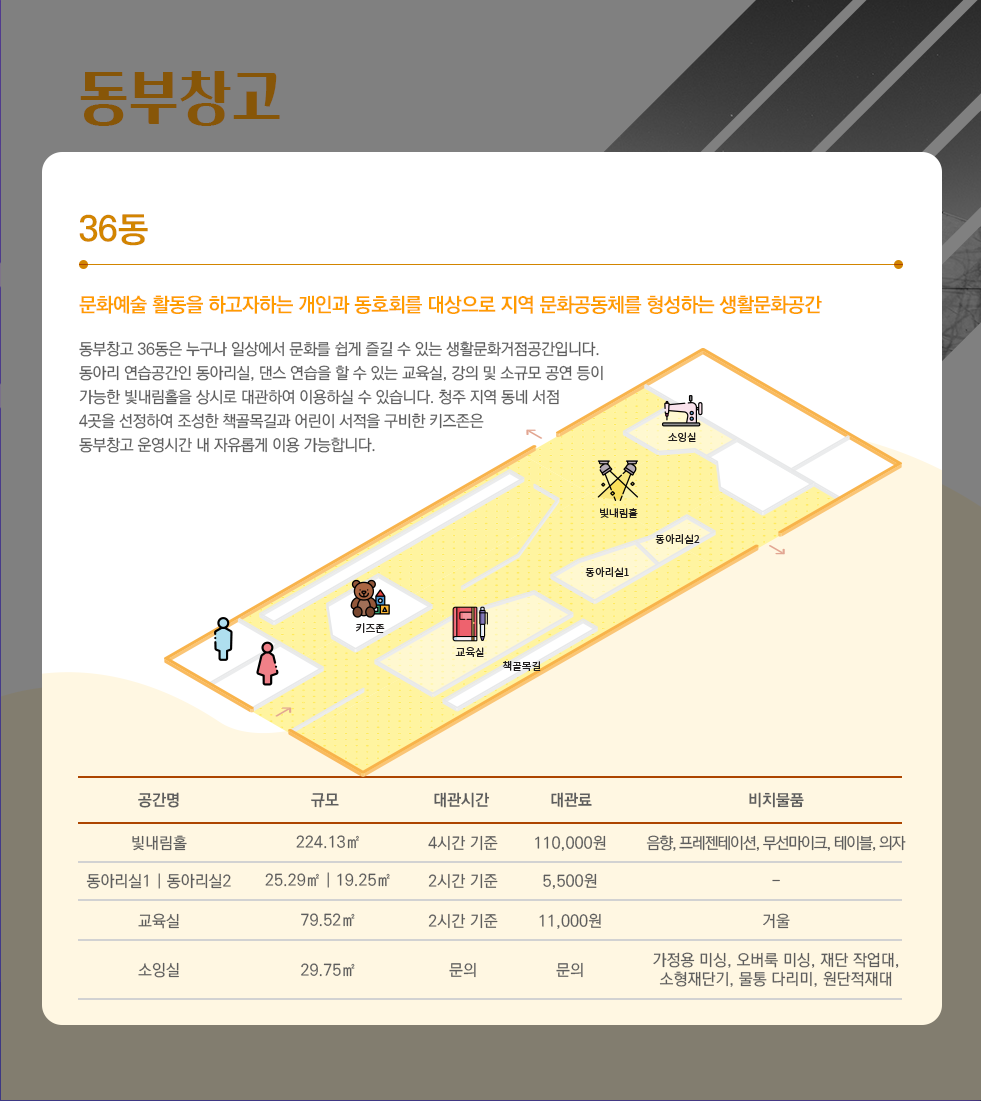 동부창고
36동
문화예술 활동을 하고자하는 개인과 동호회를 대상으로 지역 문화공동체를 형성하는 생활문화공간
동부창고 36동은 누구나 일상에서 문화를 쉽게 즐길 수 있는 생활문화거점공간입니다.
동아리 연습공간인 동아리실, 댄스 연습을 할 수 있는 교육실, 강의 및 소규모 공연 등이
가능한 빛내림홀을 상시로 대관하여 이용하실 수 있습니다. 청주 지역 동네 서점
4곳을 선정하여 조성한 책골목길과 어린이 서적을 구비한 키즈존은
동부창고 운영시간 내 자유롭게 이용 가능합니다.
소잉실
빛내림홀
동아리실2
동아리실1
키즈존
교육실
책골목길
공간명 규모 대관시간 대관료 비치물품
빛내림홀 224.13㎡ 4시간 기준 110,000원 음향, 프레젠테이션, 무선마이크, 테이블, 의자
동아리실1 | 동아리실2 25.29㎡ | 19.25㎡ 2시간 기준 5,500원 –
교육실 79.52㎡ 2시간 기준 11,000원 거울
소잉실 29.75㎡ 문의 문의 가정용 미싱, 오버룩 미싱, 재단 작업대,
소형재단기, 물통 다리미, 원단적재대